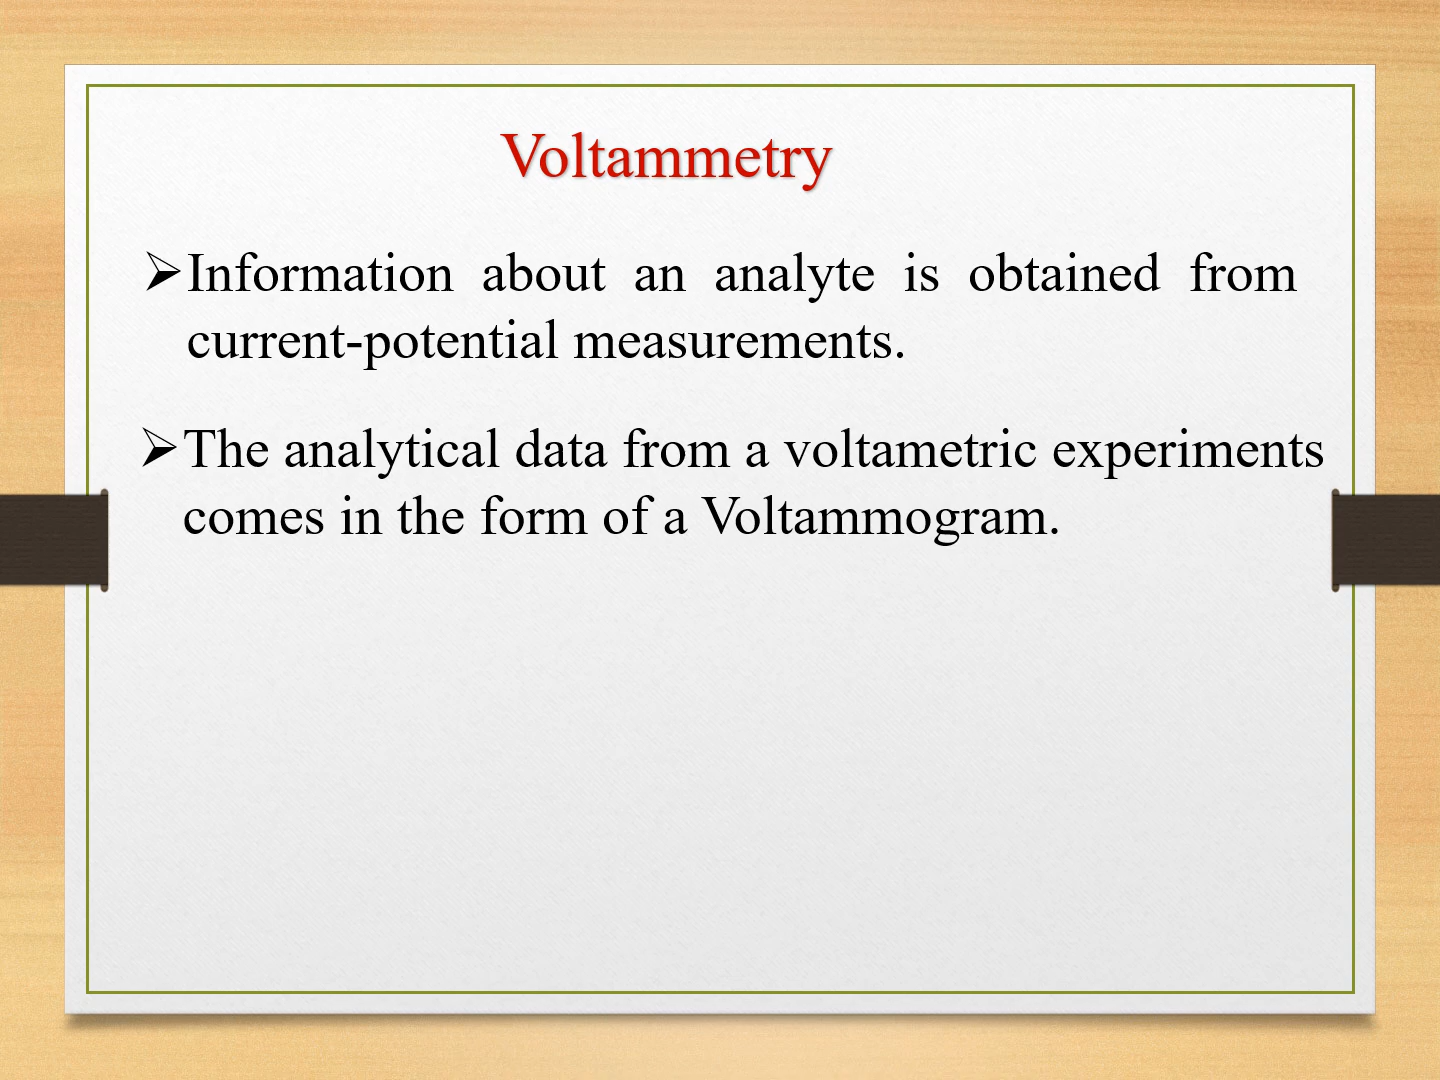 Voltammetry
➢Information about an analyte is obtained from
current-potential measurements.
➢The analytical data from a voltametric experiments
comes in the form of a Voltammogram.